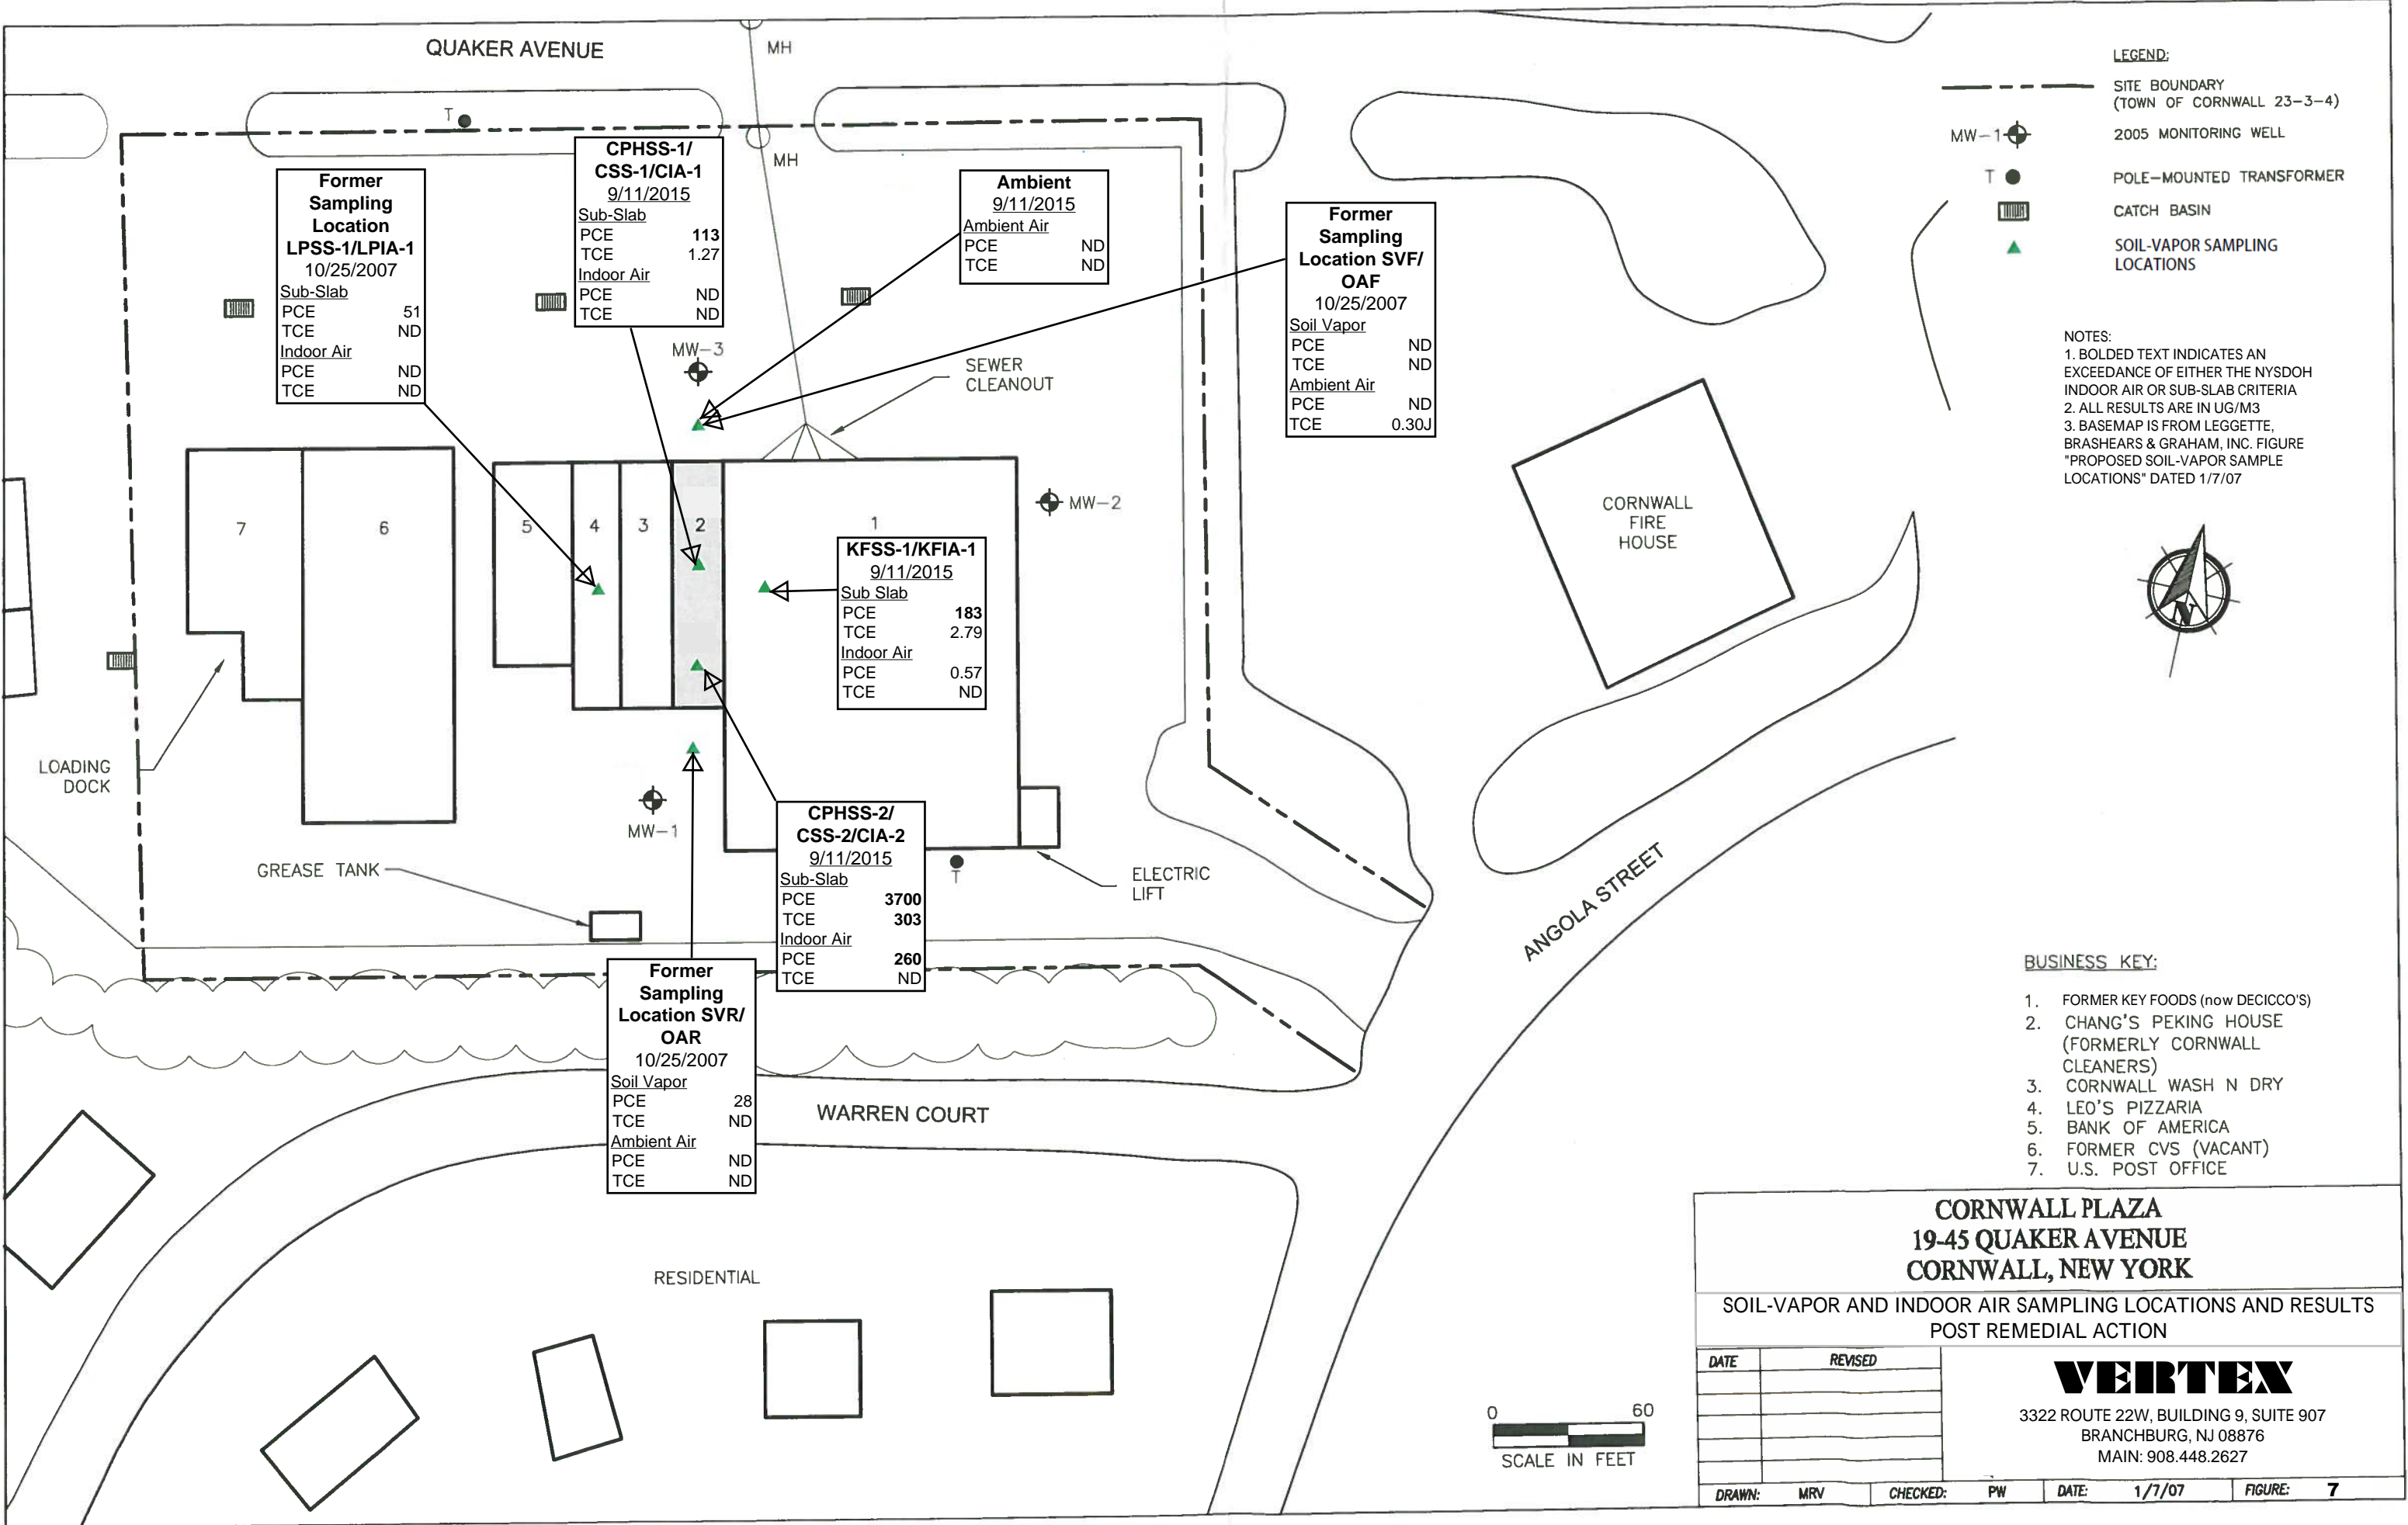 QUAKER AVENUE
MH
T
MH
Former
Sampling
Location
LPSS-1/LPIA-1
10/25/2007
Sub-Slab
PCE 51
TCE ND
Indoor Air
PCE ND
TCE ND
CPHSS-1/
CSS-1/CIA-1
9/11/2015
Sub-Slab
PCE 113
TCE 1.27
Indoor Air
PCE ND
TCE ND
Ambient
9/11/2015
Ambient Air
PCE ND
TCE ND
Former
Sampling
Location SVF/
OAF
10/25/2007
Soil Vapor
PCE ND
TCE ND
Ambient Air
PCE ND
TCE 0.30J
MW-3
SEWER
CLEANOUT
MW-2
7
6
5
4
3
2
1
KFSS-1/KFIA-1
9/11/2015
Sub Slab
PCE 183
TCE 2.79
Indoor Air
PCE 0.57
TCE ND
CORNWALL
FIRE
HOUSE
LOADING
DOCK
MW-1
GREASE TANK
CPHSS-2/
CSS-2/CIA-2
9/11/2015
Sub-Slab
PCE 3700
TCE 303
Indoor Air
PCE 260
TCE ND
T
ELECTRIC
LIFT
ANGOLA STREET
Former
Sampling
Location SVR/
OAR
10/25/2007
Soil Vapor
PCE 28
TCE ND
Ambient Air
PCE ND
TCE ND
WARREN COURT
RESIDENTIAL
LEGEND:
SITE BOUNDARY
(TOWN OF CORNWALL 23-3-4)
MW-1 2005 MONITORING WELL
T POLE-MOUNTED TRANSFORMER
CATCH BASIN
SOIL-VAPOR SAMPLING
LOCATIONS
NOTES:
1. BOLDED TEXT INDICATES AN
EXCEEDANCE OF EITHER THE NYSDOH
INDOOR AIR OR SUB-SLAB CRITERIA
2. ALL RESULTS ARE IN UG/M3
3. BASEMAP IS FROM LEGGETTE,
BRASHEARS & GRAHAM, INC. FIGURE
"PROPOSED SOIL-VAPOR SAMPLE
LOCATIONS" DATED 1/7/07
N
BUSINESS KEY:
1. FORMER KEY FOODS (now DECICCO'S)
2. CHANG'S PEKING HOUSE
(FORMERLY CORNWALL
CLEANERS)
3. CORNWALL WASH N DRY
4. LEO'S PIZZARIA
5. BANK OF AMERICA
6. FORMER CVS (VACANT)
7. U.S. POST OFFICE
0 60
SCALE IN FEET
CORNWALL PLAZA
19-45 QUAKER AVENUE
CORNWALL, NEW YORK
SOIL-VAPOR AND INDOOR AIR SAMPLING LOCATIONS AND RESULTS
POST REMEDIAL ACTION
DATE REVISED
VERTEX
3322 ROUTE 22W, BUILDING 9, SUITE 907
BRANCHBURG, NJ 08876
MAIN: 908.448.2627
DRAWN: MRV CHECKED: PW DATE: 1/7/07 FIGURE: 7